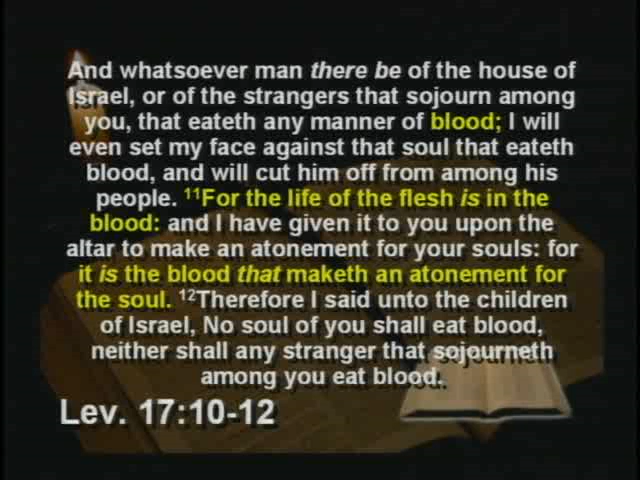 And whatsoever man there be of the house of
Israel, or of the strangers that sojourn among
you, that eateth any manner of blood; I will
even set my face against that soul that eateth
blood, and will cut him off from among his
people. ¹¹For the life of the flesh is in the
blood: and I have given it to you upon the
altar to make an atonement for your souls: for
it is the blood that maketh an atonement for
the soul. ¹²Therefore I said unto the children
of Israel, No soul of you shall eat blood,
neither shall any stranger that sojourneth
among you eat blood.
Lev. 17:10-12